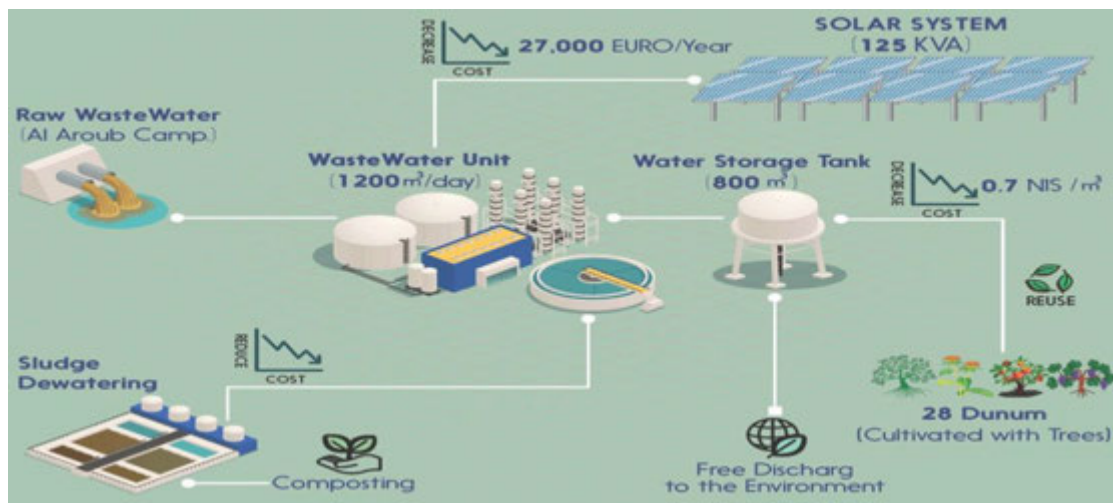 DECREASE
COST
27,000 EURO/Year
SOLAR SYSTEM
(125 KVA)
Raw WasteWater
(Al Aroub Camp.)
WasteWater Unit
(1200 m³/day)
Water Storage Tank
(800 m³)
DECREASE
COST
0.7 NIS /m³
REUSE
REDUCE
COST
Sludge
Dewatering
28 Dunum
(Cultivated with Trees)
Composting
Free Discharg
to the Environment